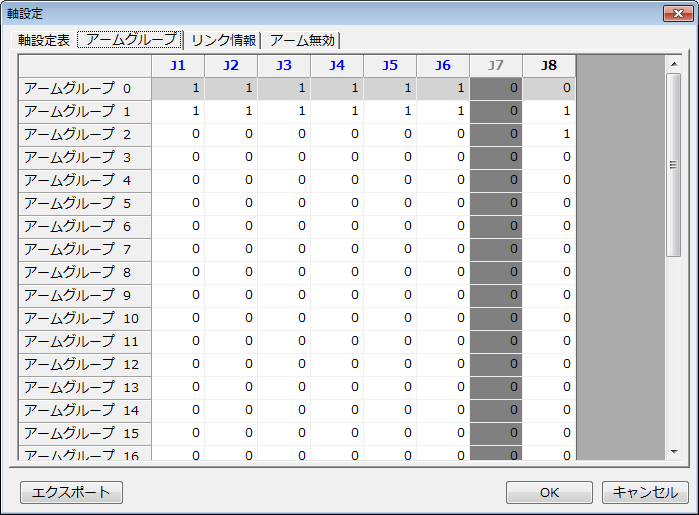 軸設定
軸設定表 アームグループ リンク情報 アーム無効
J1 J2 J3 J4 J5 J6 J7 J8
アームグループ 0 1 1 1 1 1 1 0 0
アームグループ 1 1 1 1 1 1 1 0 1
アームグループ 2 0 0 0 0 0 0 0 1
アームグループ 3 0 0 0 0 0 0 0 0
アームグループ 4 0 0 0 0 0 0 0 0
アームグループ 5 0 0 0 0 0 0 0 0
アームグループ 6 0 0 0 0 0 0 0 0
アームグループ 7 0 0 0 0 0 0 0 0
アームグループ 8 0 0 0 0 0 0 0 0
アームグループ 9 0 0 0 0 0 0 0 0
アームグループ 10 0 0 0 0 0 0 0 0
アームグループ 11 0 0 0 0 0 0 0 0
アームグループ 12 0 0 0 0 0 0 0 0
アームグループ 13 0 0 0 0 0 0 0 0
アームグループ 14 0 0 0 0 0 0 0 0
アームグループ 15 0 0 0 0 0 0 0 0
アームグループ 16 0 0 0 0 0 0 0 0
エクスポート OK キャンセル